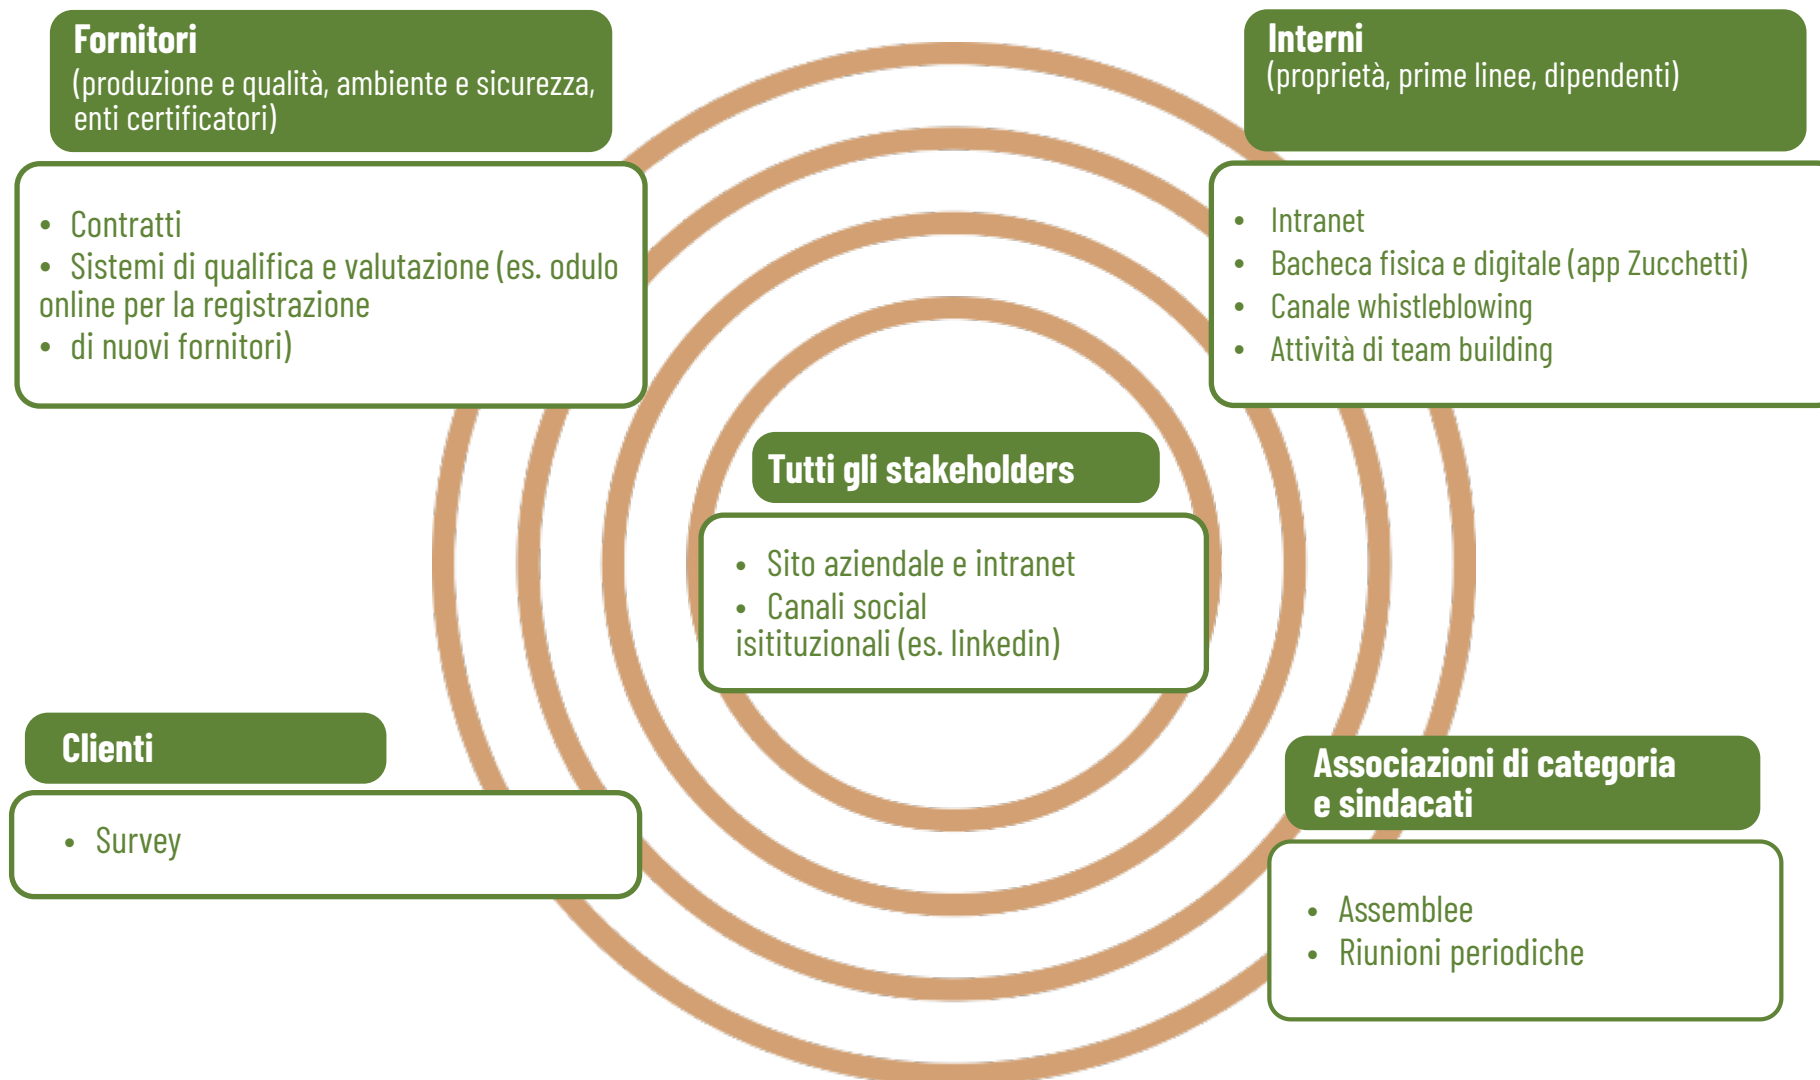 Fornitori
(produzione e qualità, ambiente e sicurezza,
enti certificatori)
• Contratti
• Sistemi di qualifica e valutazione (es. odulo
online per la registrazione
• di nuovi fornitori)
Interni
(proprietà, prime linee, dipendenti)
• Intranet
• Bacheca fisica e digitale (app Zucchetti)
• Canale whistleblowing
• Attività di team building
Tutti gli stakeholders
• Sito aziendale e intranet
• Canali social
isitituzionali (es. linkedin)
Clienti
• Survey
Associazioni di categoria
e sindacati
• Assemblee
• Riunioni periodiche